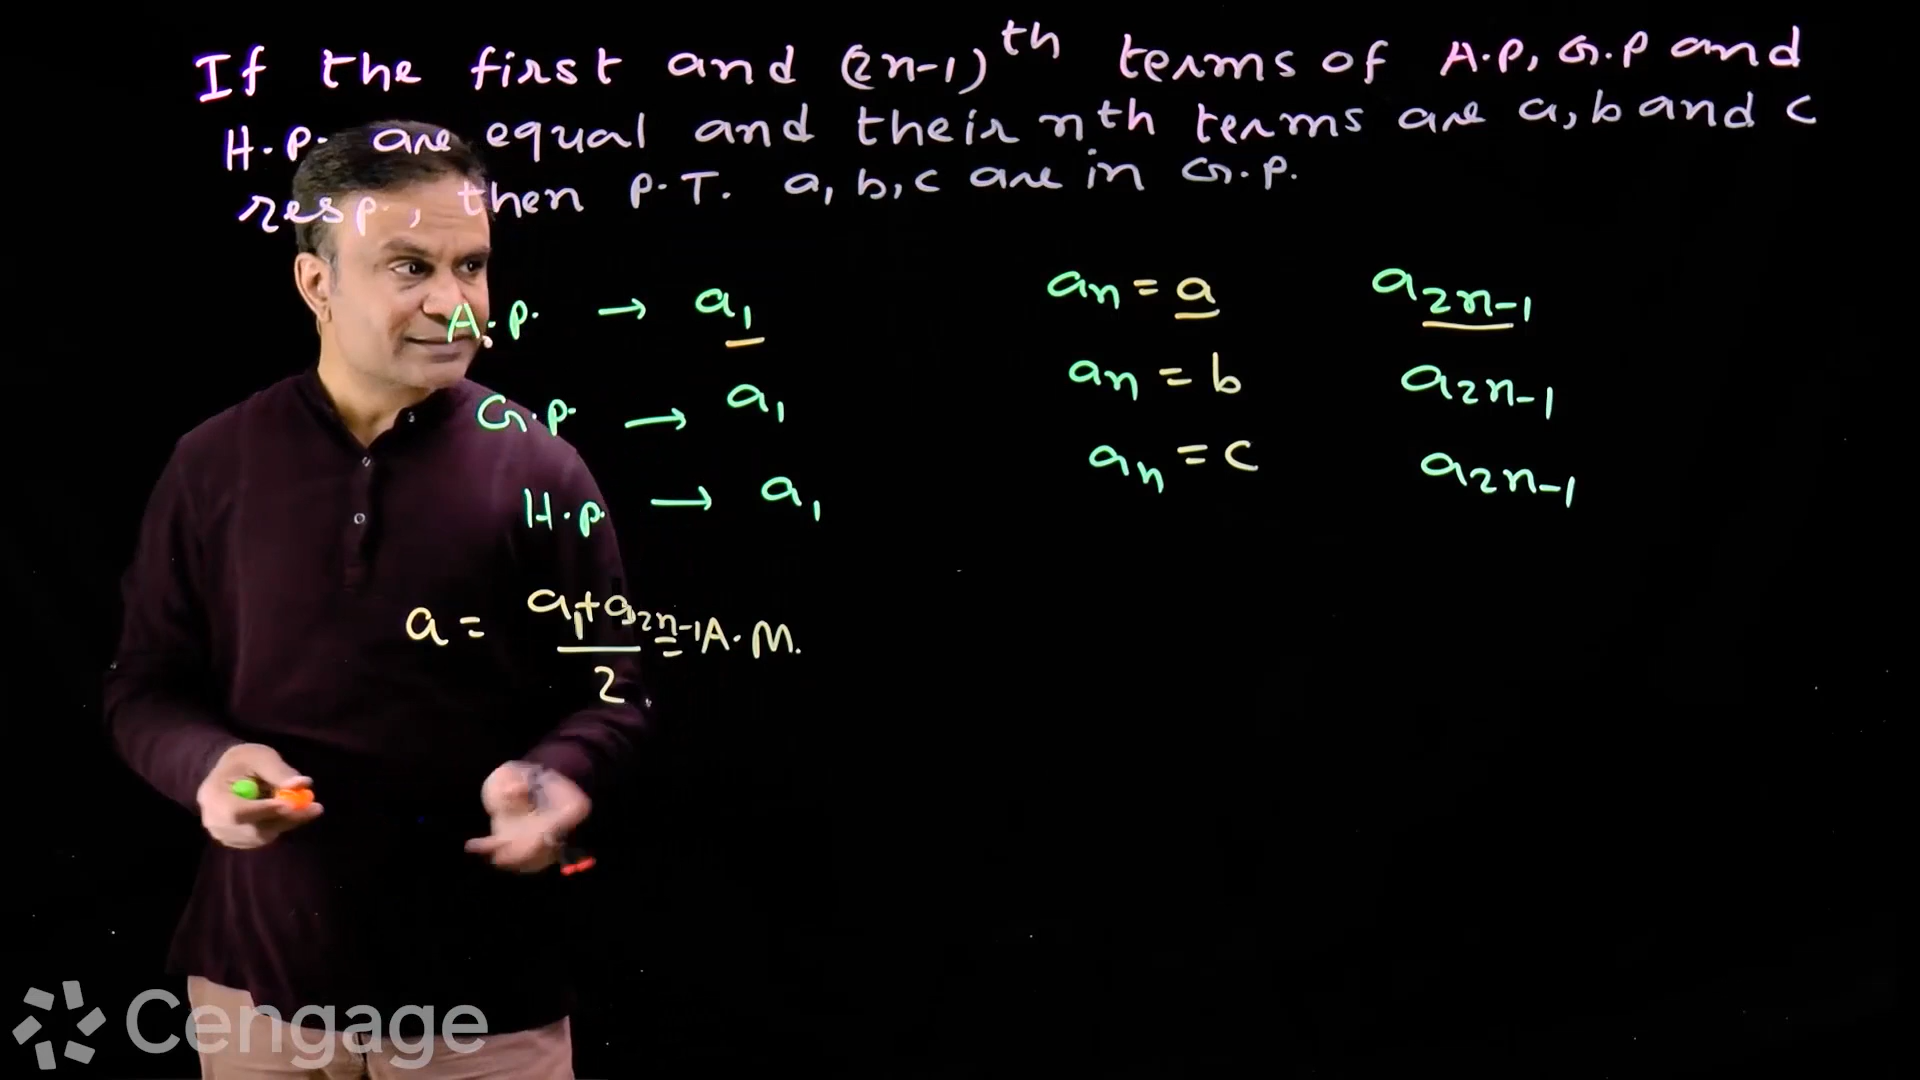 If the first and (2n-1)th terms of A.P, G.P and
H.P. are equal and their nth terms are a, b and c
resp., then P.T. a, b, c are in G.P.
A.P. → a1 an = a a2n-1
G.P. → a1 an = b a2n-1
H.P. → a1 an = c a2n-1
a = a1+a2n-1 A.M.
2
Cengage